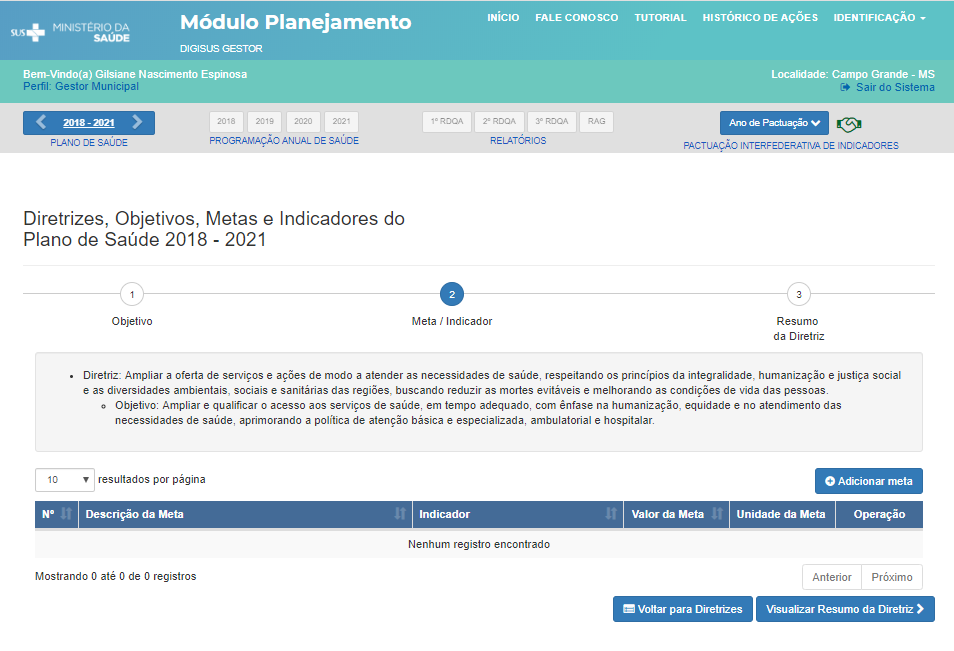 SUS MINISTÉRIO DA SAÚDE
Módulo Planejamento
DIGISUS GESTOR
INÍCIO FALE CONOSCO TUTORIAL HISTÓRICO DE AÇÕES IDENTIFICAÇÃO
Bem-Vindo(a) Gilsiane Nascimento Espinosa
Perfil: Gestor Municipal
Localidade: Campo Grande - MS
Sair do Sistema
2018 - 2021
PLANO DE SAÚDE
2018 2019 2020 2021
PROGRAMAÇÃO ANUAL DE SAÚDE
1º RDQA 2º RDQA 3º RDQA RAG
RELATÓRIOS
Ano de Pactuação
PACTUAÇÃO INTERFEDERATIVA DE INDICADORES
Diretrizes, Objetivos, Metas e Indicadores do
Plano de Saúde 2018 - 2021
1 2 3
Objetivo Meta / Indicador Resumo
da Diretriz
• Diretriz: Ampliar a oferta de serviços e ações de modo a atender as necessidades de saúde, respeitando os princípios da integralidade, humanização e justiça social
e as diversidades ambientais, sociais e sanitárias das regiões, buscando reduzir as mortes evitáveis e melhorando as condições de vida das pessoas.
◦ Objetivo: Ampliar e qualificar o acesso aos serviços de saúde, em tempo adequado, com ênfase na humanização, equidade e no atendimento das
necessidades de saúde, aprimorando a política de atenção básica e especializada, ambulatorial e hospitalar.
10 resultados por página
Adicionar meta
Nº Descrição da Meta Indicador Valor da Meta Unidade da Meta Operação
Nenhum registro encontrado
Mostrando 0 até 0 de 0 registros
Anterior Próximo
Voltar para Diretrizes Visualizar Resumo da Diretriz